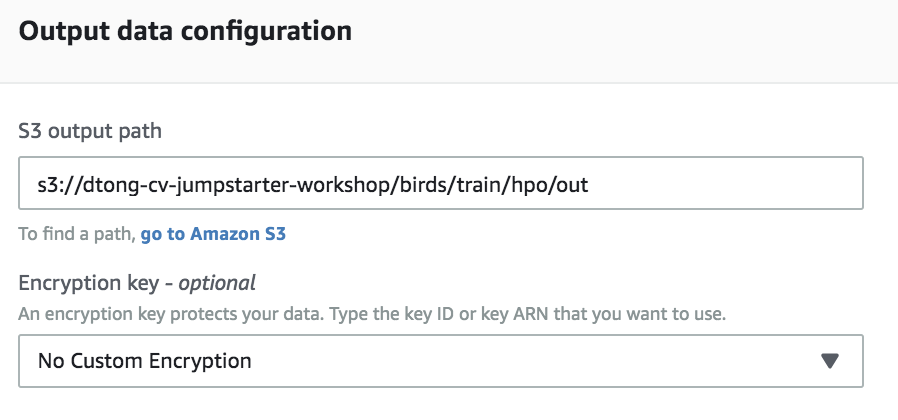 Output data configuration
S3 output path
s3://dtong-cv-jumpstarter-workshop/birds/train/hpo/out
To find a path, go to Amazon S3
Encryption key - optional
An encryption key protects your data. Type the key ID or key ARN that you want to use.
No Custom Encryption